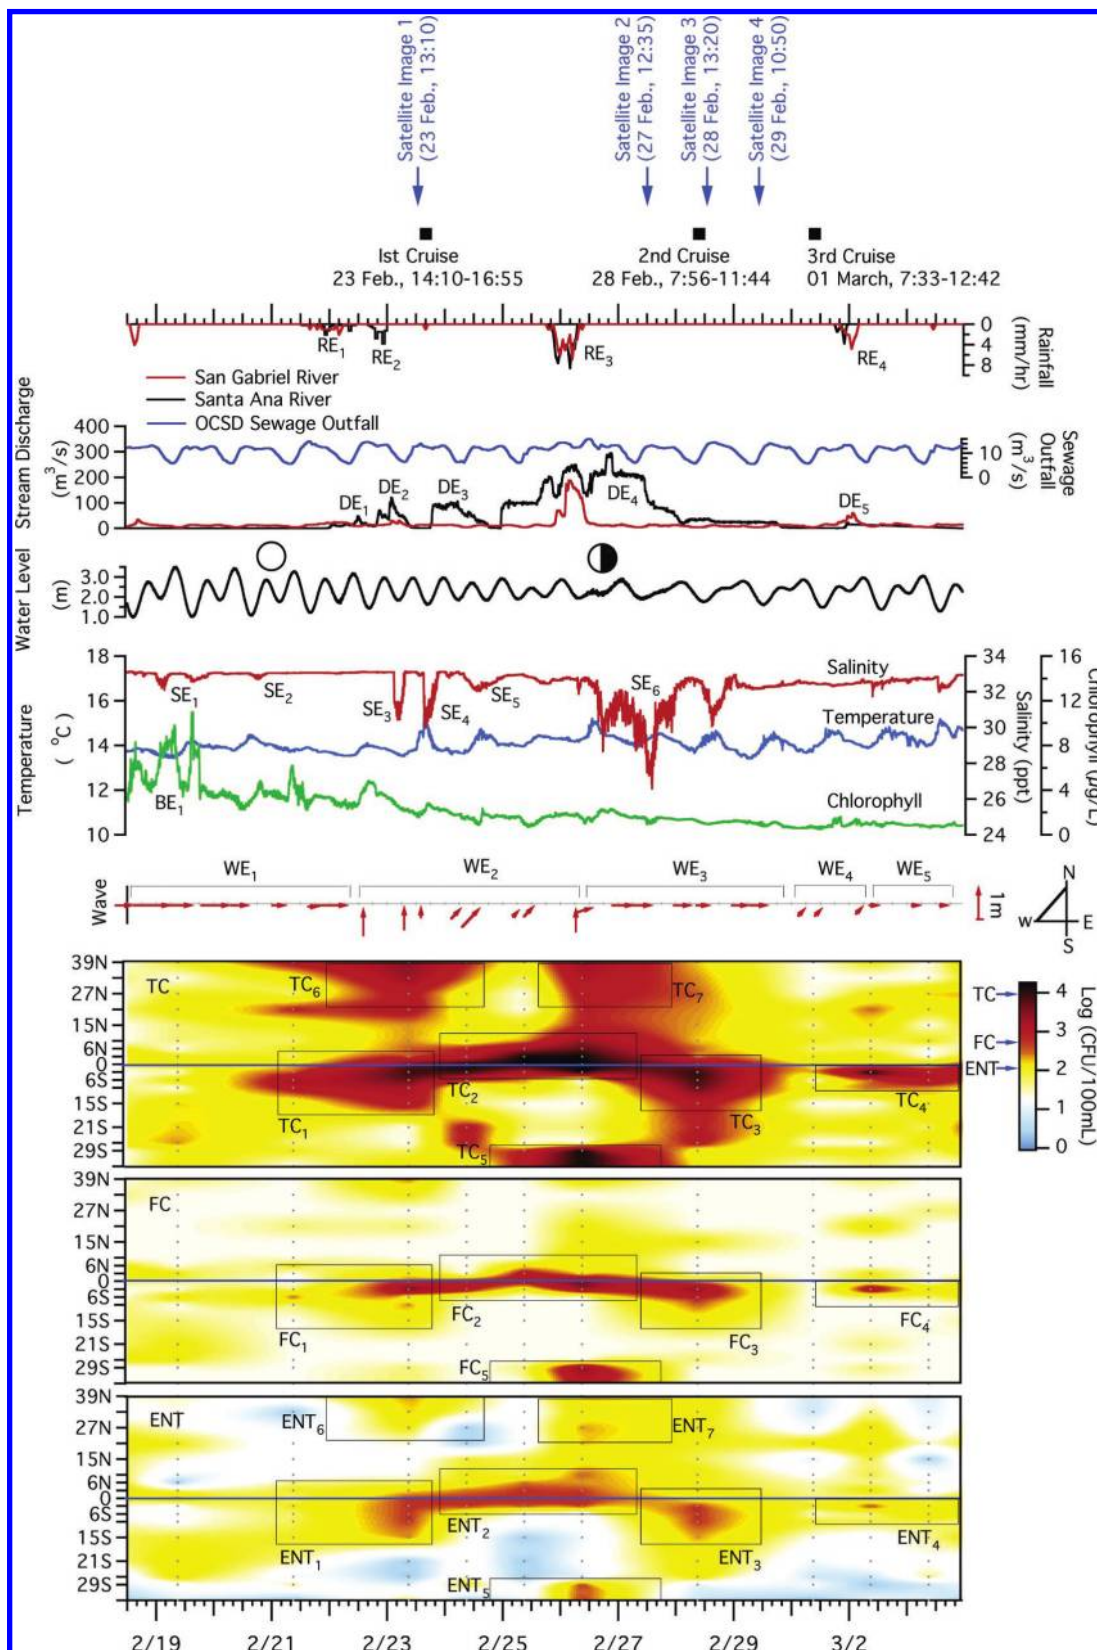 Satellite Image 1
(23 Feb., 13:10)
Satellite Image 2
(27 Feb., 12:35)
Satellite Image 3
(28 Feb., 13:20)
Satellite Image 4
(29 Feb., 10:50)
1st Cruise
23 Feb., 14:10-16:55
2nd Cruise
28 Feb., 7:56-11:44
3rd Cruise
01 March, 7:33-12:42
RE1
RE2
RE3
RE4
0
4
8
Rainfall
(mm/hr)
San Gabriel River
Santa Ana River
OCSD Sewage Outfall
Stream Discharge
(m3/s)
400
300
200
100
0
DE1
DE2
DE3
DE4
DE5
10
0
Sewage
Outfall
(m3/s)
Water Level
(m)
3.0
2.0
1.0
Temperature
(°C)
18
16
14
12
10
SE1
SE2
SE3
SE4
SE5
SE6
BE1
Salinity
Temperature
Chlorophyll
34
32
30
28
26
24
Salinity (ppt)
16
12
8
4
0
Chlorophyll (μg/L)
Wave
WE1
WE2
WE3
WE4
WE5
1m
N
W
E
S
39N
27N
15N
6N
0
6S
15S
21S
29S
TC
TC6
TC7
TC2
TC1
TC3
TC4
TC5
TC
FC
ENT
4
3
2
1
0
Log (CFU/100mL)
39N
27N
15N
6N
0
6S
15S
21S
29S
FC
FC1
FC2
FC3
FC4
FC5
39N
27N
15N
6N
0
6S
15S
21S
29S
ENT
ENT6
ENT7
ENT2
ENT1
ENT3
ENT4
ENT5
2/19
2/21
2/23
2/25
2/27
2/29
3/2